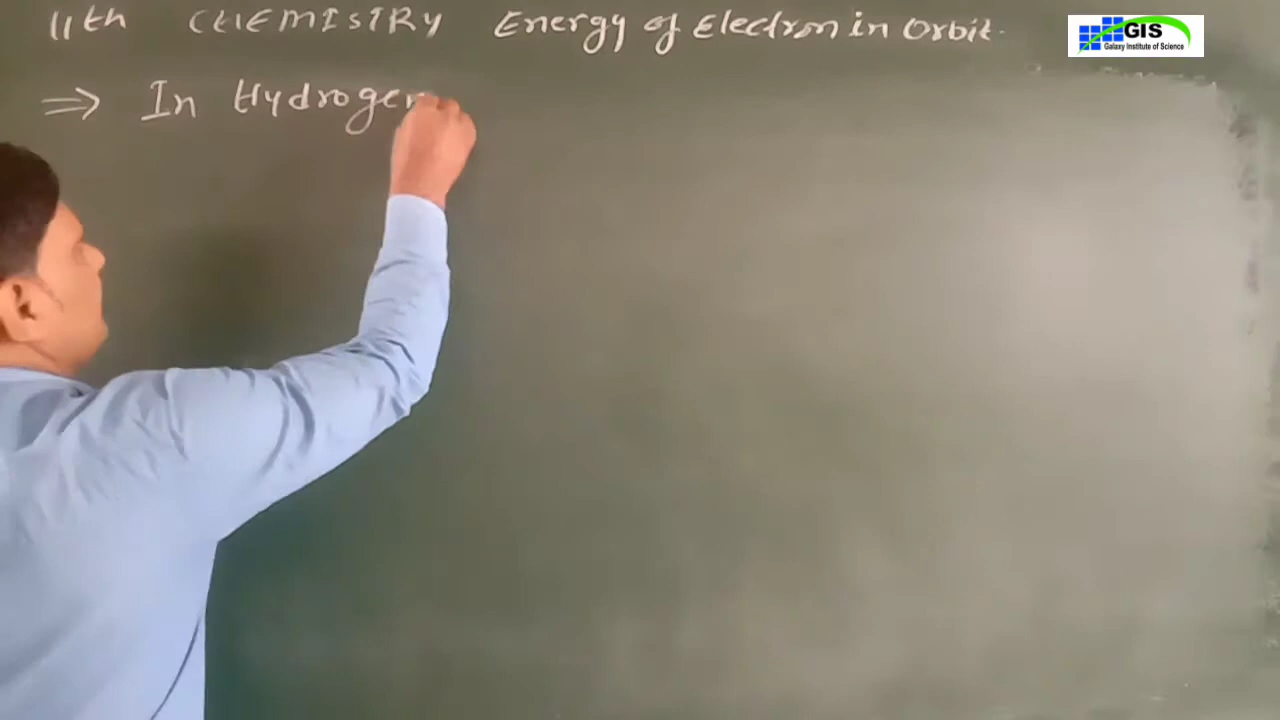 11th CHEMISTRY Energy of Electron in Orbit.
GIS
Galaxy Institute of Science
⇒ In Hydrogen